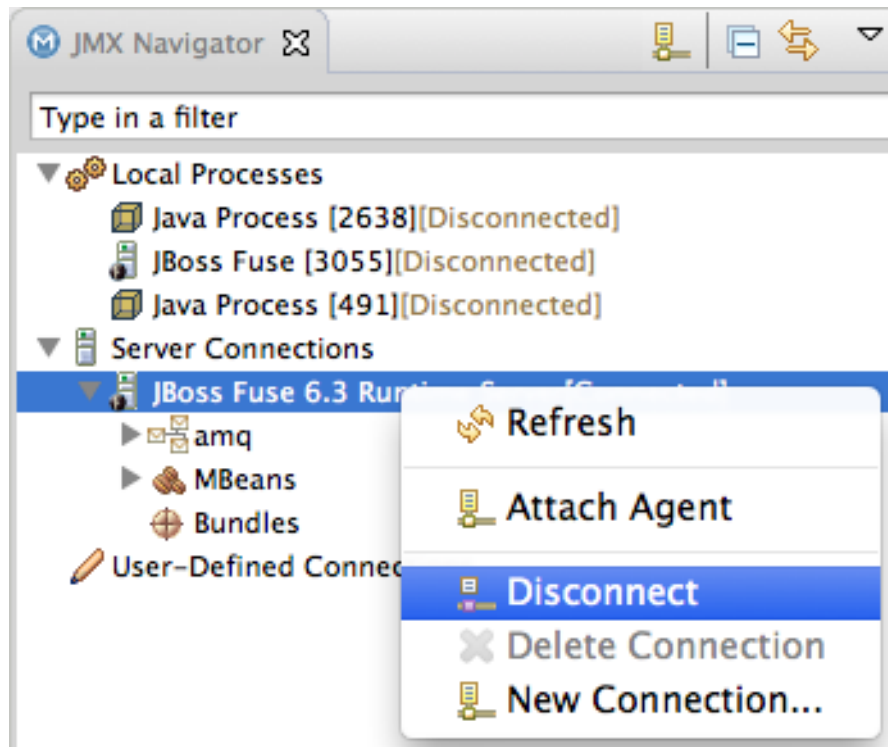 JMX Navigator
Type in a filter
Local Processes
Java Process [2638][Disconnected]
JBoss Fuse [3055][Disconnected]
Java Process [491][Disconnected]
Server Connections
JBoss Fuse 6.3
amq
MBeans
Bundles
User-Defined
Refresh
Attach Agent
Disconnect
Delete Connection
New Connection...